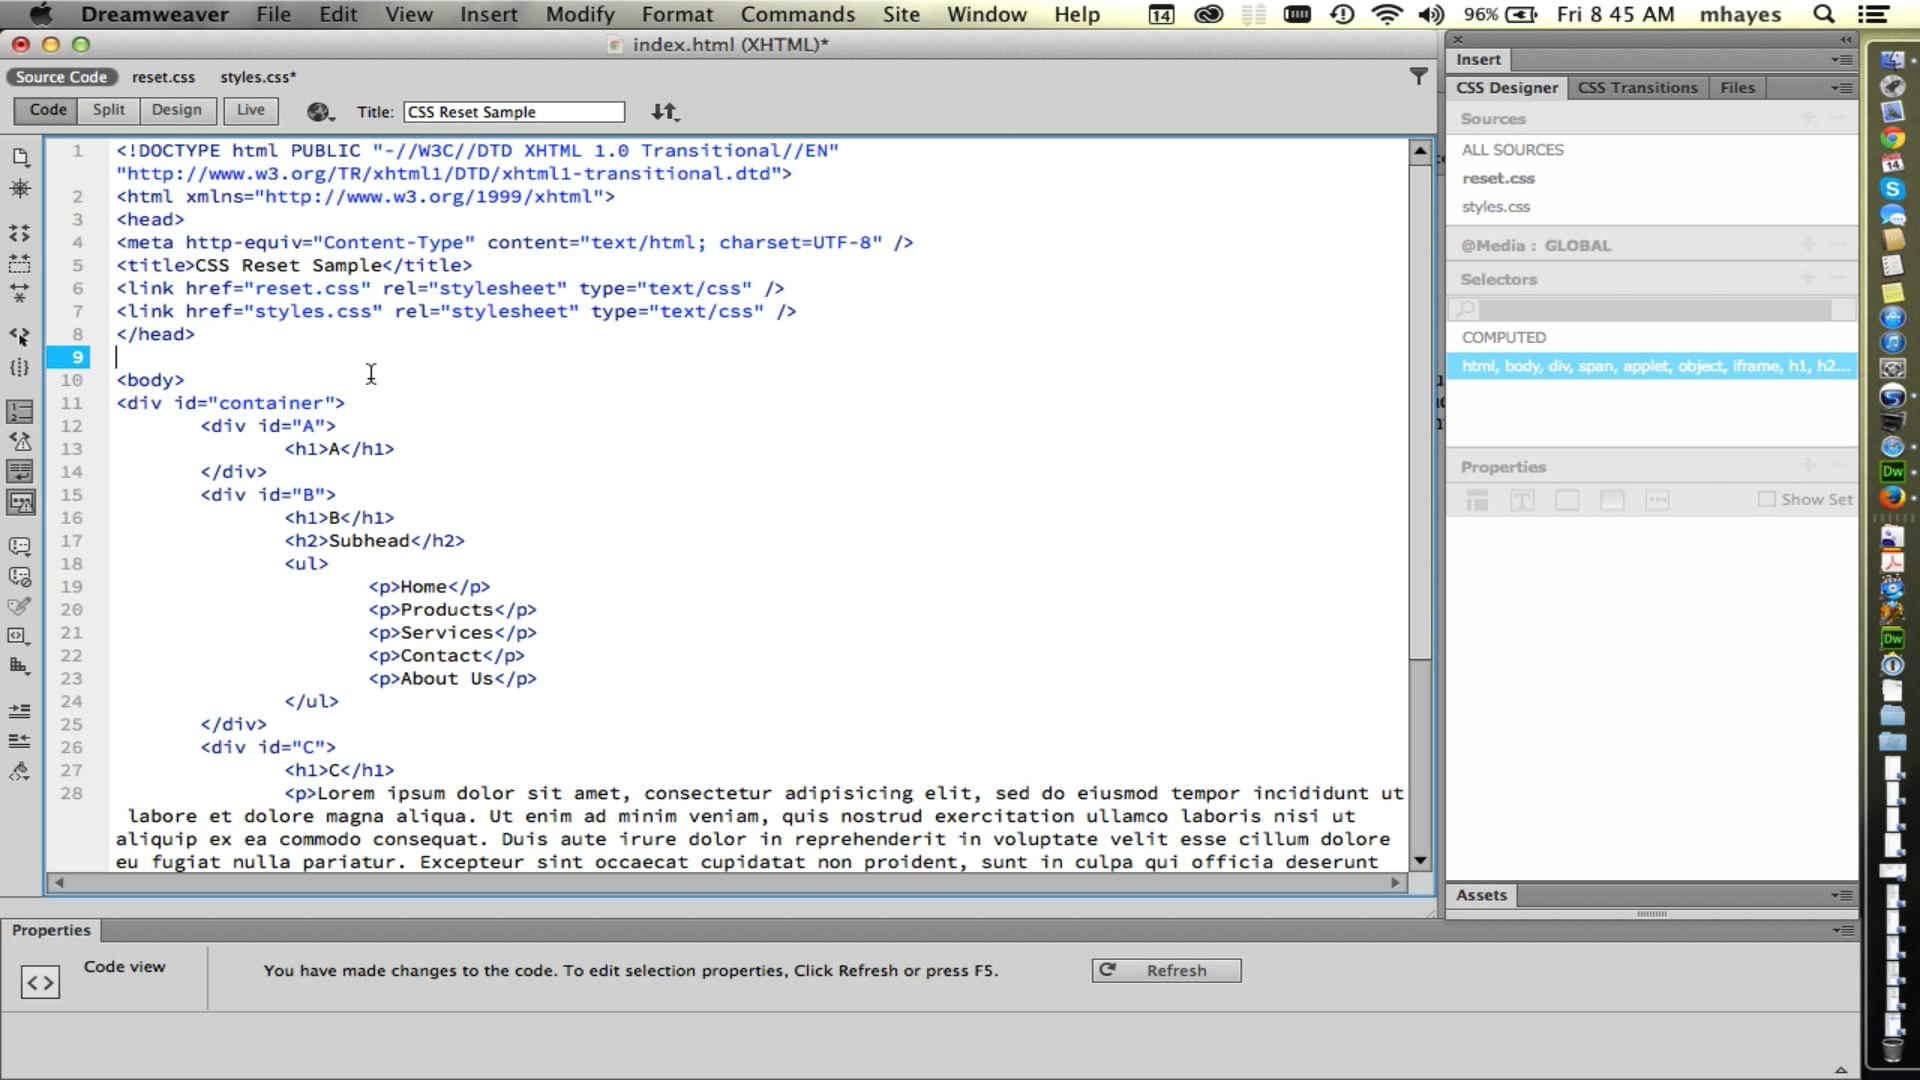 Dreamweaver File Edit View Insert Modify Format Commands Site Window Help 14 96% Fri 8 45 AM mhayes
index.html (XHTML)*
Source Code reset.css styles.css*
Code Split Design Live Title: CSS Reset Sample
1 <!DOCTYPE html PUBLIC "-//W3C//DTD XHTML 1.0 Transitional//EN"
"http://www.w3.org/TR/xhtml1/DTD/xhtml1-transitional.dtd">
2 <html xmlns="http://www.w3.org/1999/xhtml">
3 <head>
4 <meta http-equiv="Content-Type" content="text/html; charset=UTF-8" />
5 <title>CSS Reset Sample</title>
6 <link href="reset.css" rel="stylesheet" type="text/css" />
7 <link href="styles.css" rel="stylesheet" type="text/css" />
8 </head>
9
10 <body>
11 <div id="container">
12 <div id="A">
13 <h1>A</h1>
14 </div>
15 <div id="B">
16 <h1>B</h1>
17 <h2>Subhead</h2>
18 <ul>
19 <p>Home</p>
20 <p>Products</p>
21 <p>Services</p>
22 <p>Contact</p>
23 <p>About Us</p>
24 </ul>
25 </div>
26 <div id="C">
27 <h1>C</h1>
28 <p>Lorem ipsum dolor sit amet, consectetur adipisicing elit, sed do eiusmod tempor incididunt ut
labore et dolore magna aliqua. Ut enim ad minim veniam, quis nostrud exercitation ullamco laboris nisi ut
aliquip ex ea commodo consequat. Duis aute irure dolor in reprehenderit in voluptate velit esse cillum dolore
eu fugiat nulla pariatur. Excepteur sint occaecat cupidatat non proident, sunt in culpa qui officia deserunt
Insert
CSS Designer CSS Transitions Files
Sources
ALL SOURCES
reset.css
styles.css
@Media : GLOBAL
Selectors
COMPUTED
html, body, div, span, applet, object, iframe, h1, h2...
Properties
Show Set
Assets
Properties
Code view You have made changes to the code. To edit selection properties, Click Refresh or press F5. Refresh
14
Dw
Dw